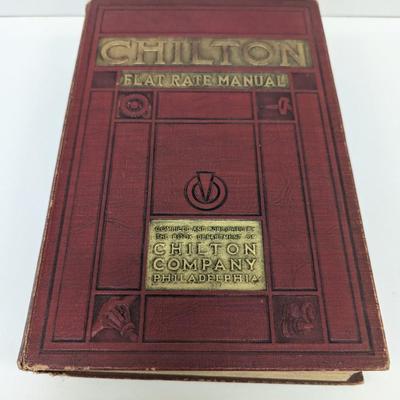 CHILTON
FLAT RATE MANUAL
COMPILED AND PUBLISHED BY
THE BOOK DEPARTMENT OF
CHILTON
COMPANY
PHILADELPHIA